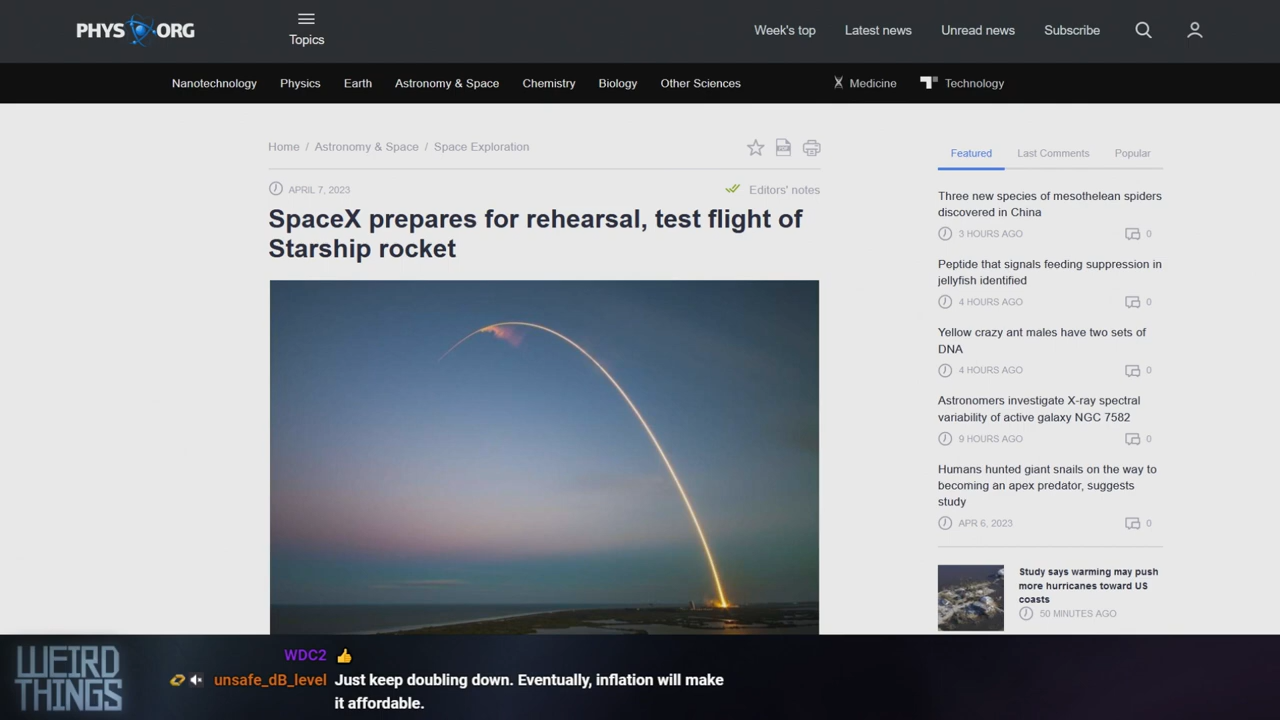 PHYS ORG
Topics
Week's top
Latest news
Unread news
Subscribe
Nanotechnology
Physics
Earth
Astronomy & Space
Chemistry
Biology
Other Sciences
Medicine
Technology
Home / Astronomy & Space / Space Exploration
APRIL 7, 2023
Editors' notes
SpaceX prepares for rehearsal, test flight of
Starship rocket
Featured
Last Comments
Popular
Three new species of mesothelean spiders
discovered in China
3 HOURS AGO
0
Peptide that signals feeding suppression in
jellyfish identified
4 HOURS AGO
0
Yellow crazy ant males have two sets of
DNA
4 HOURS AGO
0
Astronomers investigate X-ray spectral
variability of active galaxy NGC 7582
9 HOURS AGO
0
Humans hunted giant snails on the way to
becoming an apex predator, suggests
study
APR 6, 2023
0
Study says warming may push
more hurricanes toward US
coasts
50 MINUTES AGO
WEIRD
THINGS
WDC2 👍
unsafe_dB_level Just keep doubling down. Eventually, inflation will make
it affordable.